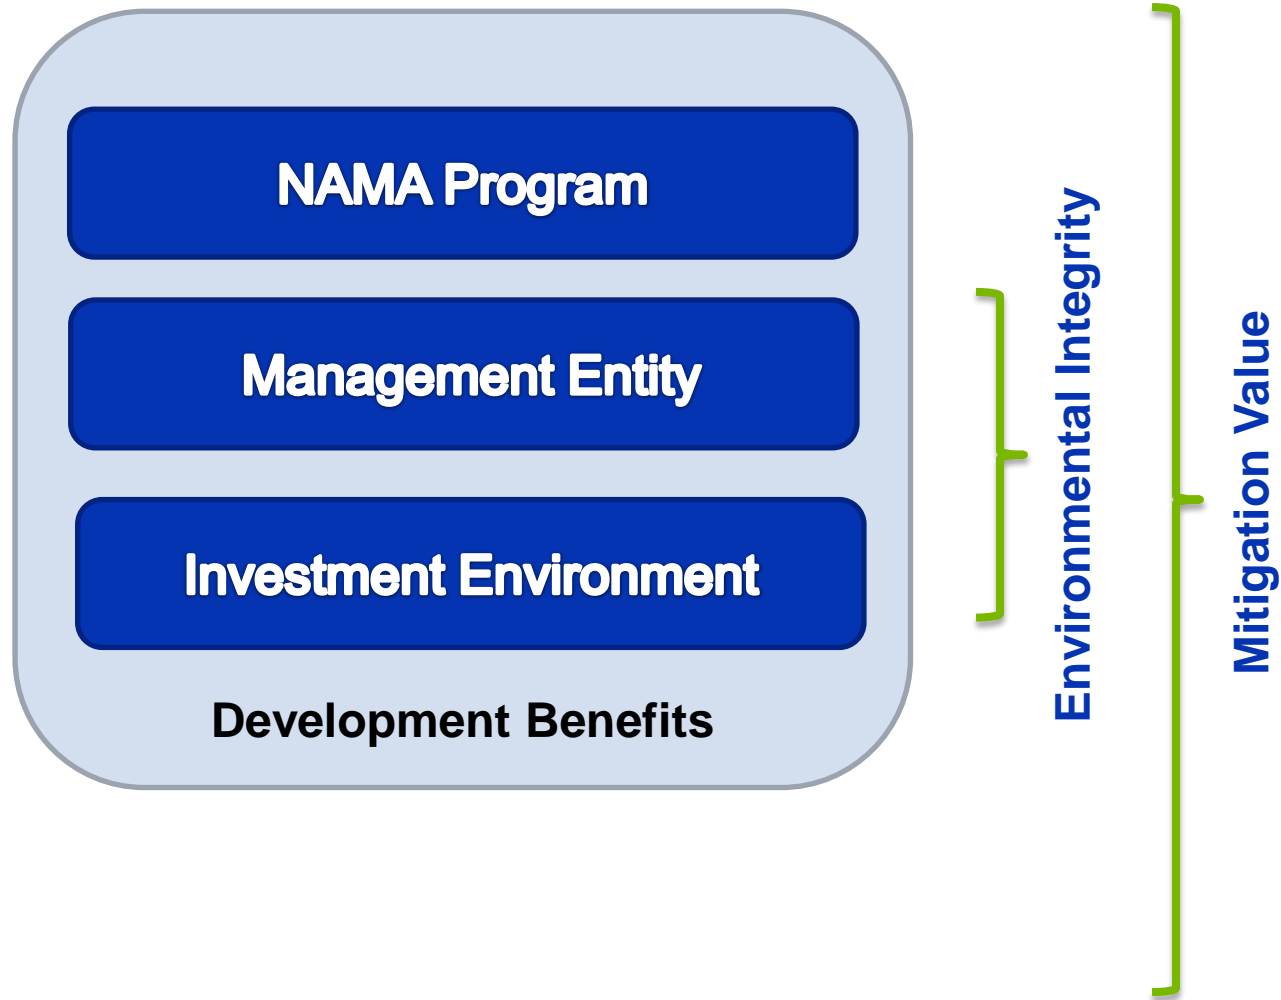 NAMA Program
Management Entity
Investment Environment
Development Benefits
Environmental Integrity
Mitigation Value